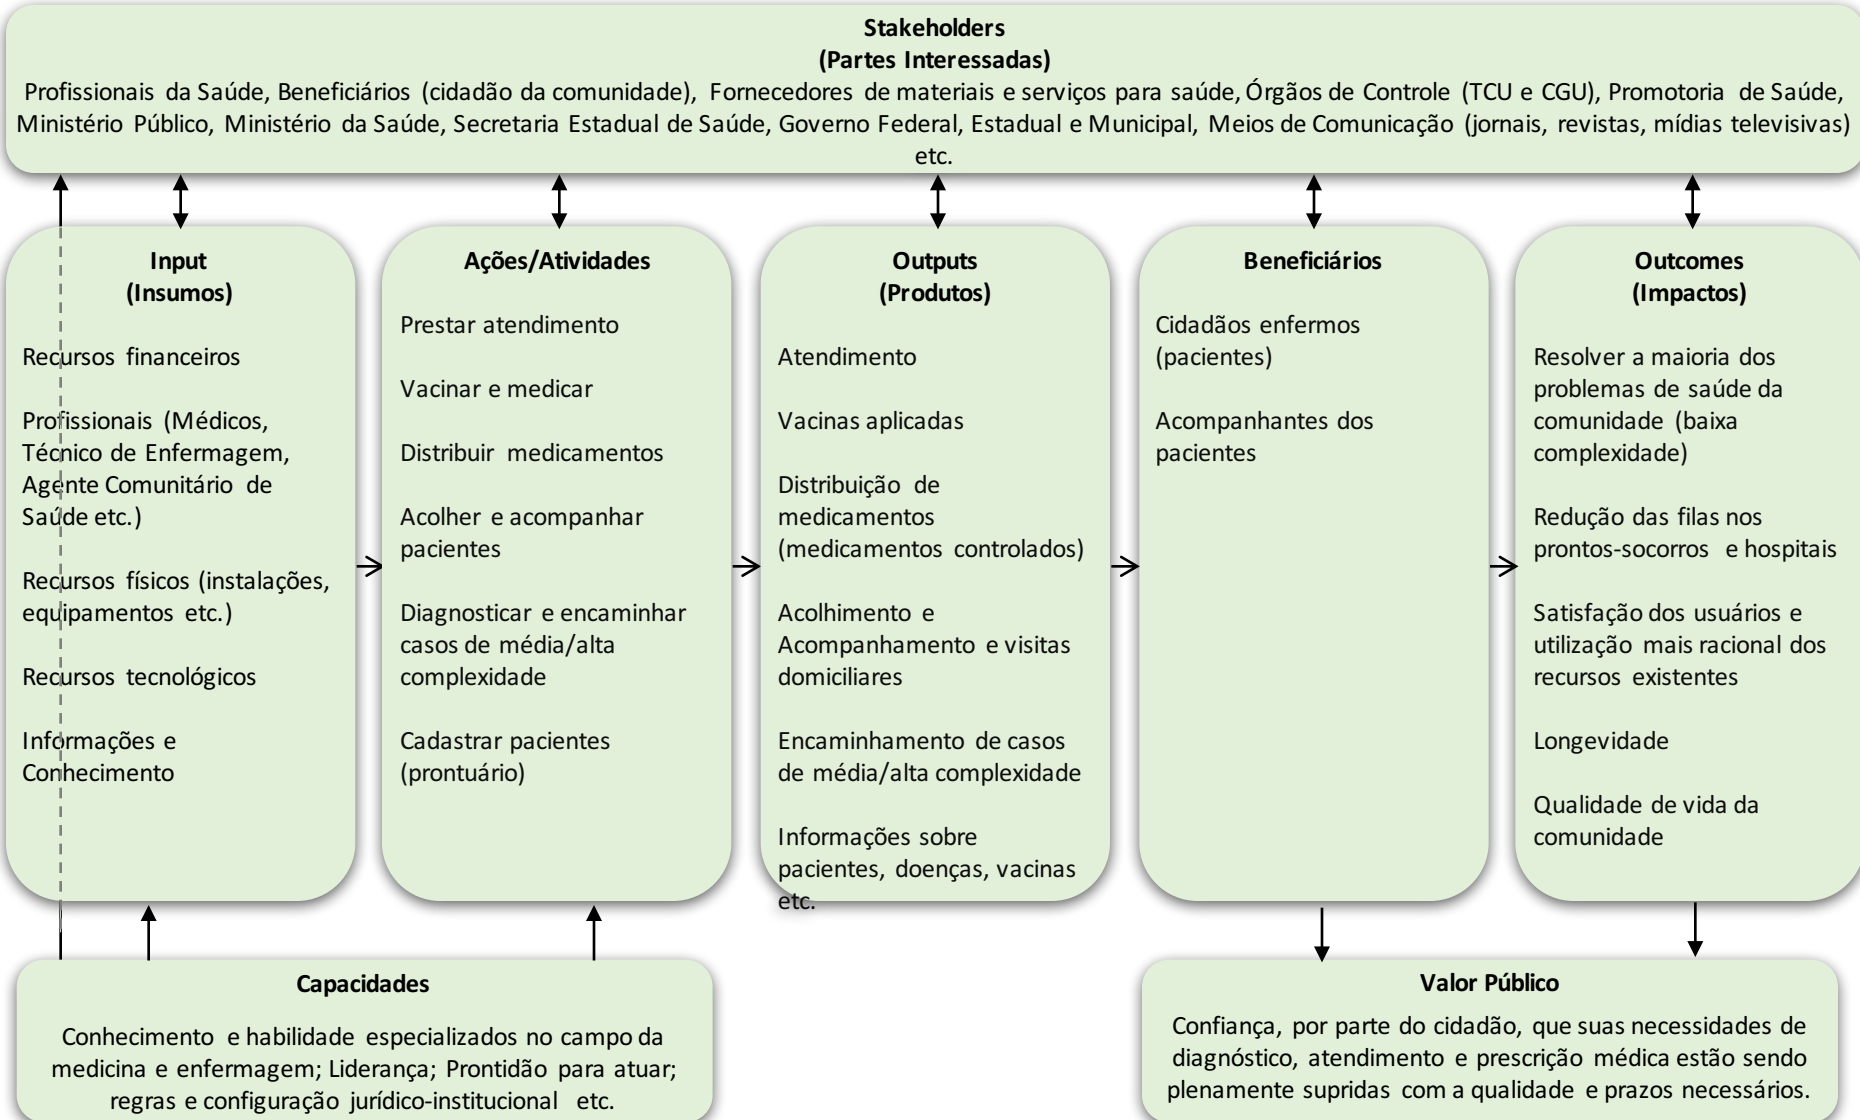 Stakeholders
(Partes Interessadas)
Profissionais da Saúde, Beneficiários (cidadão da comunidade), Fornecedores de materiais e serviços para saúde, Órgãos de Controle (TCU e CGU), Promotoria de Saúde,
Ministério Público, Ministério da Saúde, Secretaria Estadual de Saúde, Governo Federal, Estadual e Municipal, Meios de Comunicação (jornais, revistas, mídias televisivas)
etc.
Input
(Insumos)
Recursos financeiros
Profissionais (Médicos,
Técnico de Enfermagem,
Agente Comunitário de
Saúde etc.)
Recursos físicos (instalações,
equipamentos etc.)
Recursos tecnológicos
Informações e
Conhecimento
Ações/Atividades
Prestar atendimento
Vacinar e medicar
Distribuir medicamentos
Acolher e acompanhar
pacientes
Diagnosticar e encaminhar
casos de média/alta
complexidade
Cadastrar pacientes
(prontuário)
Outputs
(Produtos)
Atendimento
Vacinas aplicadas
Distribuição de
medicamentos
(medicamentos controlados)
Acolhimento e
Acompanhamento e visitas
domiciliares
Encaminhamento de casos
de média/alta complexidade
Informações sobre
pacientes, doenças, vacinas
etc.
Beneficiários
Cidadãos enfermos
(pacientes)
Acompanhantes dos
pacientes
Outcomes
(Impactos)
Resolver a maioria dos
problemas de saúde da
comunidade (baixa
complexidade)
Redução das filas nos
prontos-socorros e hospitais
Satisfação dos usuários e
utilização mais racional dos
recursos existentes
Longevidade
Qualidade de vida da
comunidade
Capacidades
Conhecimento e habilidade especializados no campo da
medicina e enfermagem; Liderança; Prontidão para atuar;
regras e configuração jurídico-institucional etc.
Valor Público
Confiança, por parte do cidadão, que suas necessidades de
diagnóstico, atendimento e prescrição médica estão sendo
plenamente supridas com a qualidade e prazos necessários.